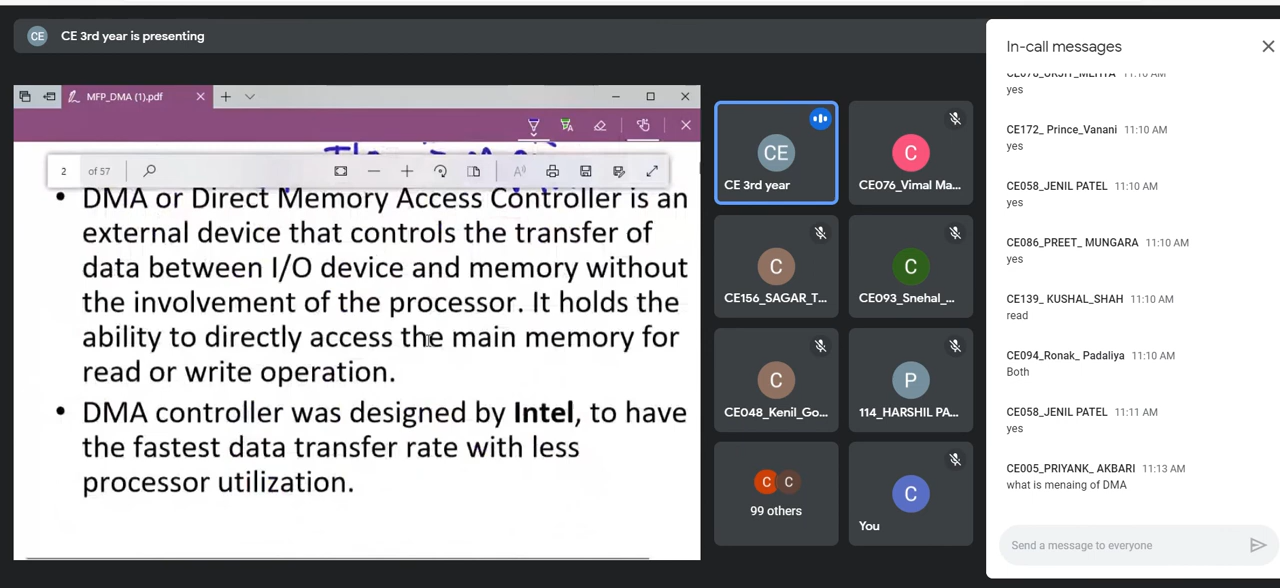 CE CE 3rd year is presenting
MFP_DMA (1).pdf
2 of 57
• DMA or Direct Memory Access Controller is an
external device that controls the transfer of
data between I/O device and memory without
the involvement of the processor. It holds the
ability to directly access the main memory for
read or write operation.
• DMA controller was designed by Intel, to have
the fastest data transfer rate with less
processor utilization.
CE
CE 3rd year
C
CE076_Vimal Ma...
C
CE156_SAGAR_T...
C
CE093_Snehal_...
C
CE048_Kenil_Go...
P
114_HARSHIL PA...
C C
99 others
C
You
In-call messages
yes
CE172_ Prince_Vanani 11:10 AM
yes
CE058_JENIL PATEL 11:10 AM
yes
CE086_PREET_ MUNGARA 11:10 AM
yes
CE139_ KUSHAL_SHAH 11:10 AM
read
CE094_Ronak_ Padaliya 11:10 AM
Both
CE058_JENIL PATEL 11:11 AM
yes
CE005_PRIYANK_ AKBARI 11:13 AM
what is menaing of DMA
Send a message to everyone